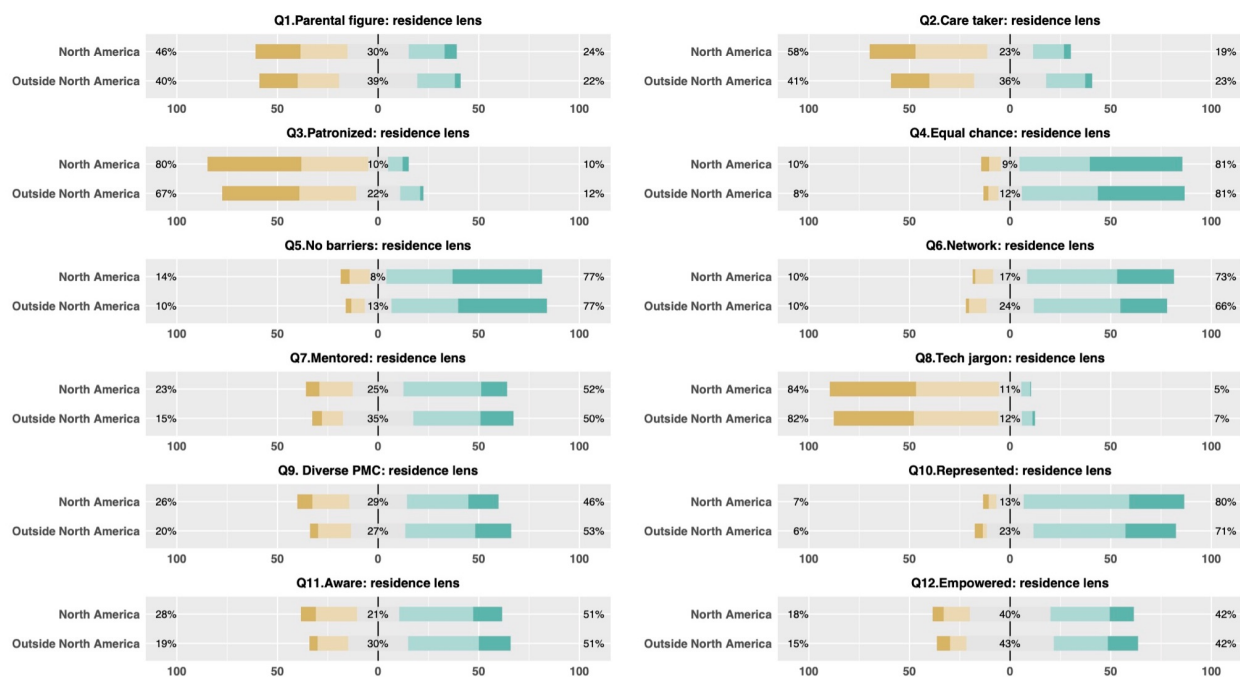 Q1.Parental figure: residence lens
North America 46% 30% 24%
Outside North America 40% 39% 22%
100 50 0 50 100
Q2.Care taker: residence lens
North America 58% 23% 19%
Outside North America 41% 36% 23%
100 50 0 50 100
Q3.Patronized: residence lens
North America 80% 10% 10%
Outside North America 67% 22% 12%
100 50 0 50 100
Q4.Equal chance: residence lens
North America 10% 9% 81%
Outside North America 8% 12% 81%
100 50 0 50 100
Q5.No barriers: residence lens
North America 14% 8% 77%
Outside North America 10% 13% 77%
100 50 0 50 100
Q6.Network: residence lens
North America 10% 17% 73%
Outside North America 10% 24% 66%
100 50 0 50 100
Q7.Mentored: residence lens
North America 23% 25% 52%
Outside North America 15% 35% 50%
100 50 0 50 100
Q8.Tech jargon: residence lens
North America 84% 11% 5%
Outside North America 82% 12% 7%
100 50 0 50 100
Q9. Diverse PMC: residence lens
North America 26% 29% 46%
Outside North America 20% 27% 53%
100 50 0 50 100
Q10.Represented: residence lens
North America 7% 13% 80%
Outside North America 6% 23% 71%
100 50 0 50 100
Q11.Aware: residence lens
North America 28% 21% 51%
Outside North America 19% 30% 51%
100 50 0 50 100
Q12.Empowered: residence lens
North America 18% 40% 42%
Outside North America 15% 43% 42%
100 50 0 50 100